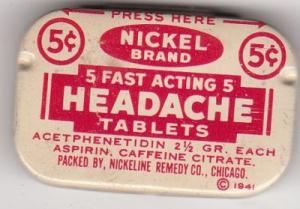 PRESS HERE
5¢ NICKEL 5¢
BRAND
5 FAST ACTING 5
HEADACHE
TABLETS
ACETPHENETIDIN 2½ GR. EACH
ASPIRIN. CAFFEINE CITRATE.
PACKED BY, NICKELINE REMEDY CO., CHICAGO.
© 1941